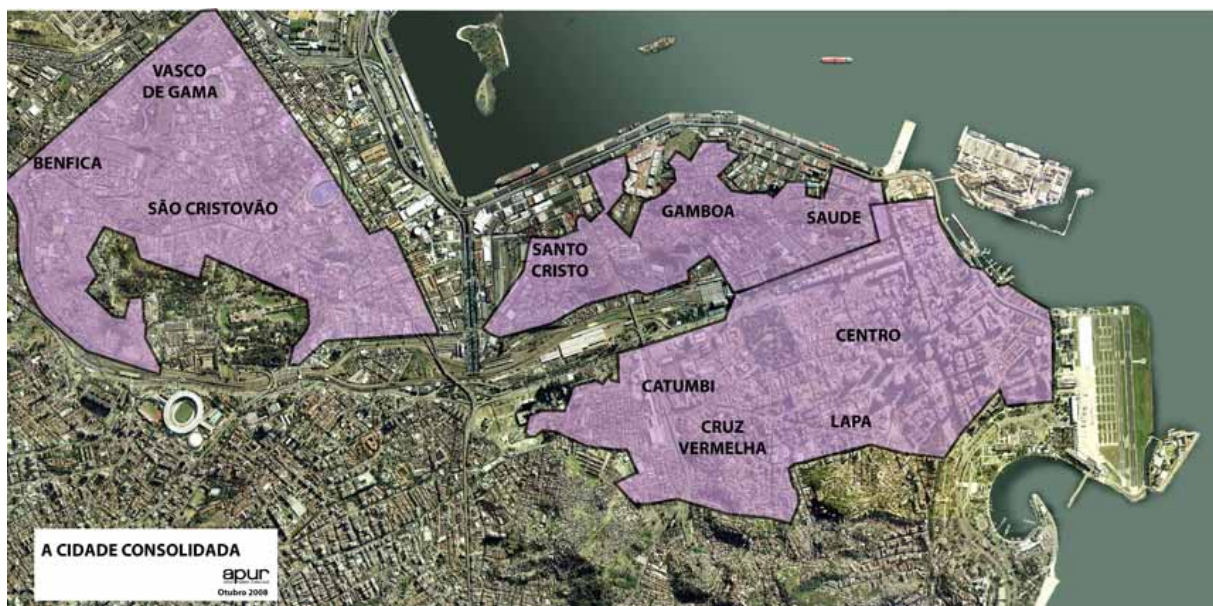 VASCO
DE GAMA
BENFICA
SÃO CRISTOVÃO
GAMBOA
SAUDE
SANTO
CRISTO
CENTRO
CATUMBI
CRUZ
VERMELHA
LAPA
A CIDADE CONSOLIDADA
apur
Otubro 2008